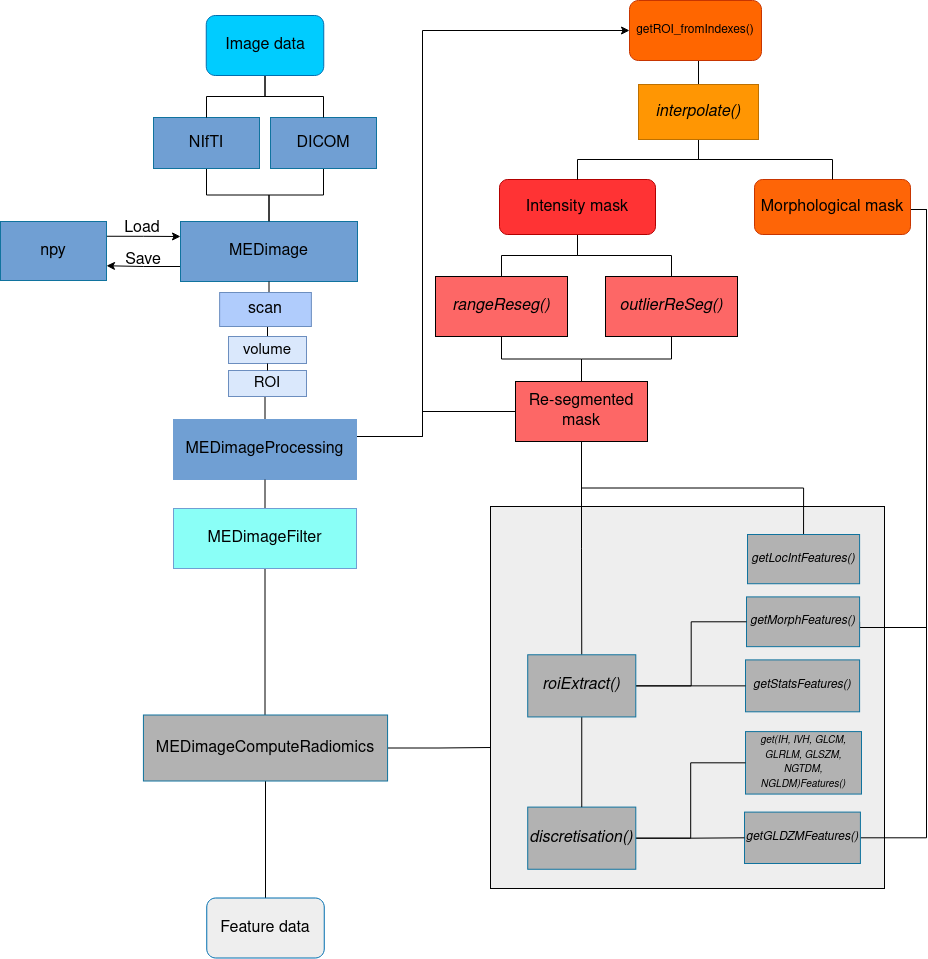 Image data
NIfTI
DICOM
npy
Load
Save
MEDimage
scan
volume
ROI
MEDimageProcessing
MEDimageFilter
MEDimageComputeRadiomics
Feature data
getROI_fromIndexes()
interpolate()
Intensity mask
Morphological mask
rangeReseg()
outlierReSeg()
Re-segmented
mask
getLocIntFeatures()
getMorphFeatures()
roiExtract()
getStatsFeatures()
get(IH, IVH, GLCM,
GLRLM, GLSZM,
NGTDM,
NGLDM)Features()
discretisation()
getGLDZMFeatures()